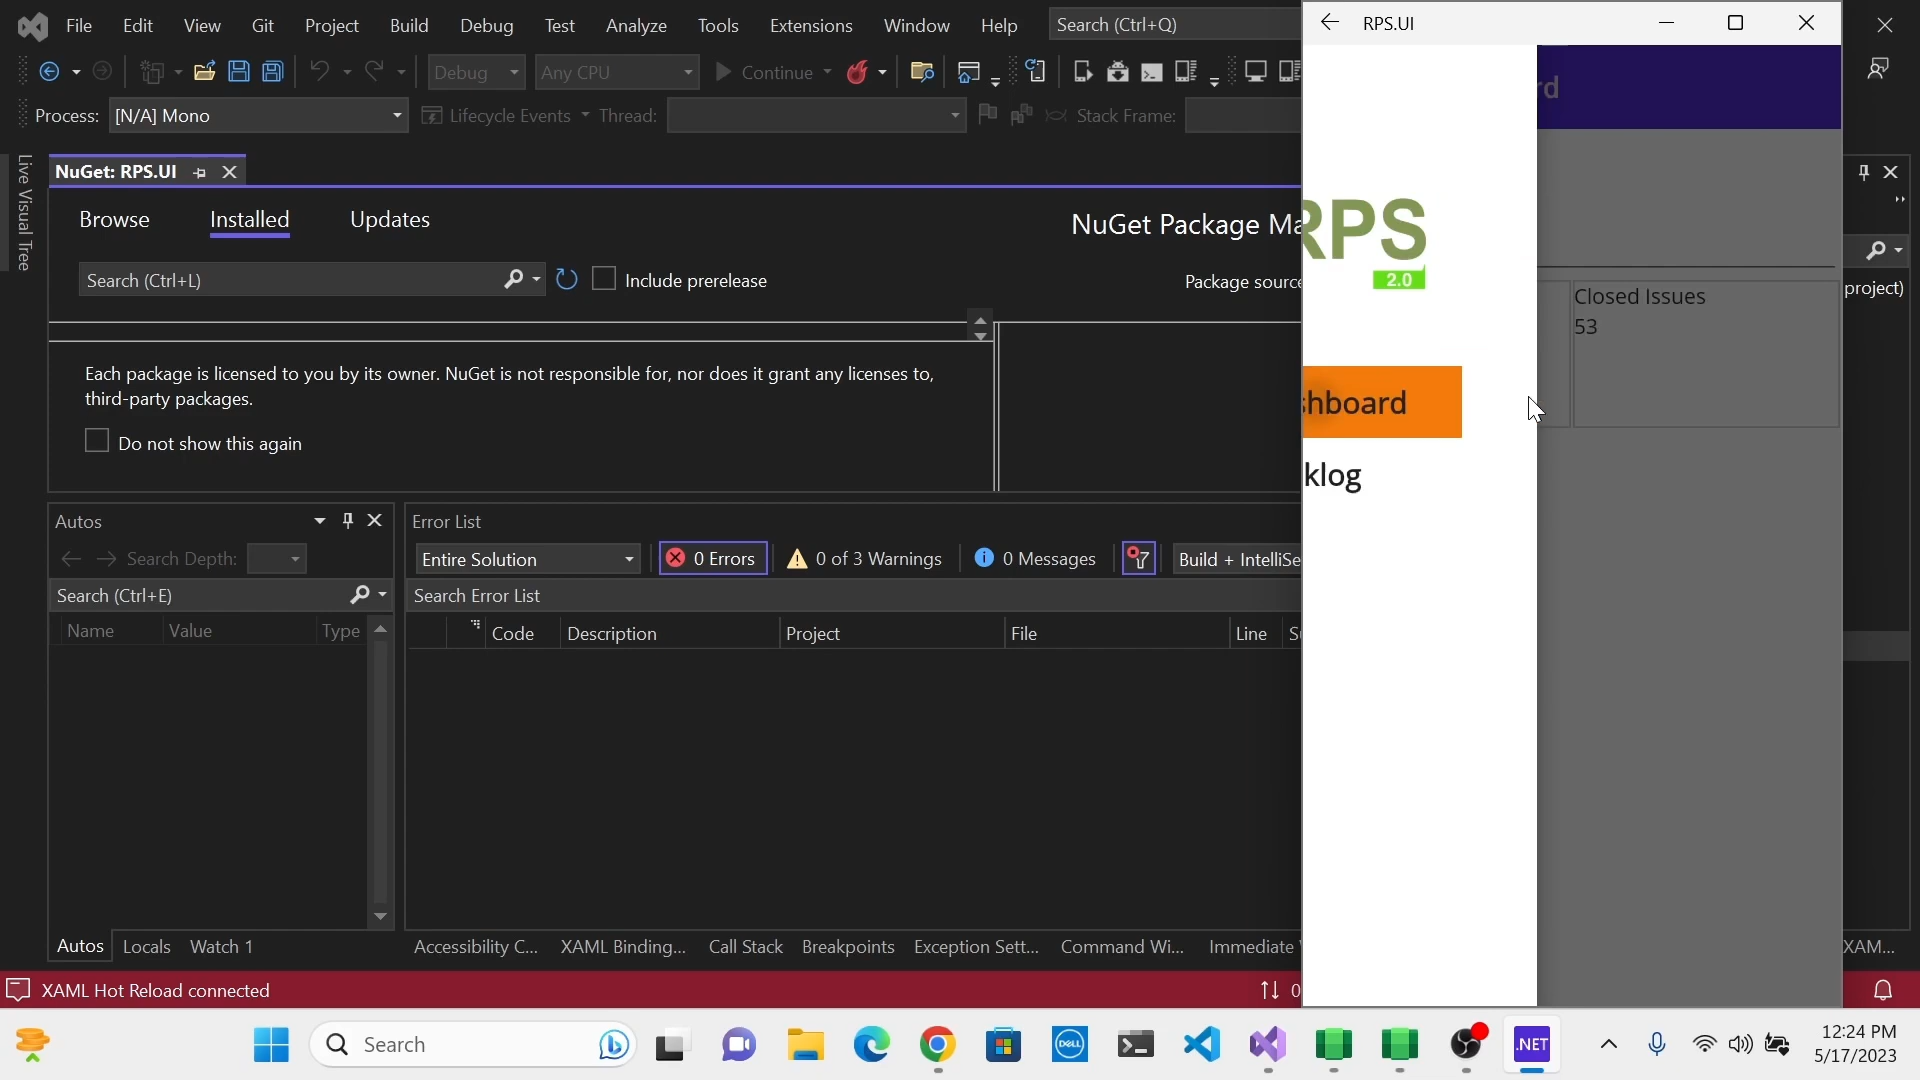 File Edit View Git Project Build Debug Test Analyze Tools Extensions Window Help Search (Ctrl+Q)
RPS.UI
Debug Any CPU Continue
Process: [N/A] Mono Lifecycle Events Thread: Stack Frame:
rd
Live Visual Tree
NuGet: RPS.UI
Browse Installed Updates
NuGet Package Ma
Search (Ctrl+L) Include prerelease Package source
RPS
2.0
Closed Issues
53
project)
Each package is licensed to you by its owner. NuGet is not responsible for, nor does it grant any licenses to,
third-party packages.
Do not show this again
shboard
klog
Autos
Search Depth:
Search (Ctrl+E)
Name Value Type
Error List
Entire Solution 0 Errors 0 of 3 Warnings 0 Messages Build + IntelliSe
Search Error List
Code Description Project File Line Su
Autos Locals Watch 1
Accessibility C... XAML Binding... Call Stack Breakpoints Exception Sett... Command Wi... Immediate XAM...
XAML Hot Reload connected
0
Search
DELL
.NET
12:24 PM
5/17/2023